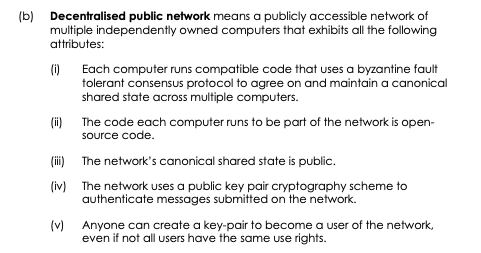 (b) Decentralised public network means a publicly accessible network of
multiple independently owned computers that exhibits all the following
attributes:
(i) Each computer runs compatible code that uses a byzantine fault
tolerant consensus protocol to agree on and maintain a canonical
shared state across multiple computers.
(ii) The code each computer runs to be part of the network is open-
source code.
(iii) The network's canonical shared state is public.
(iv) The network uses a public key pair cryptography scheme to
authenticate messages submitted on the network.
(v) Anyone can create a key-pair to become a user of the network,
even if not all users have the same use rights.